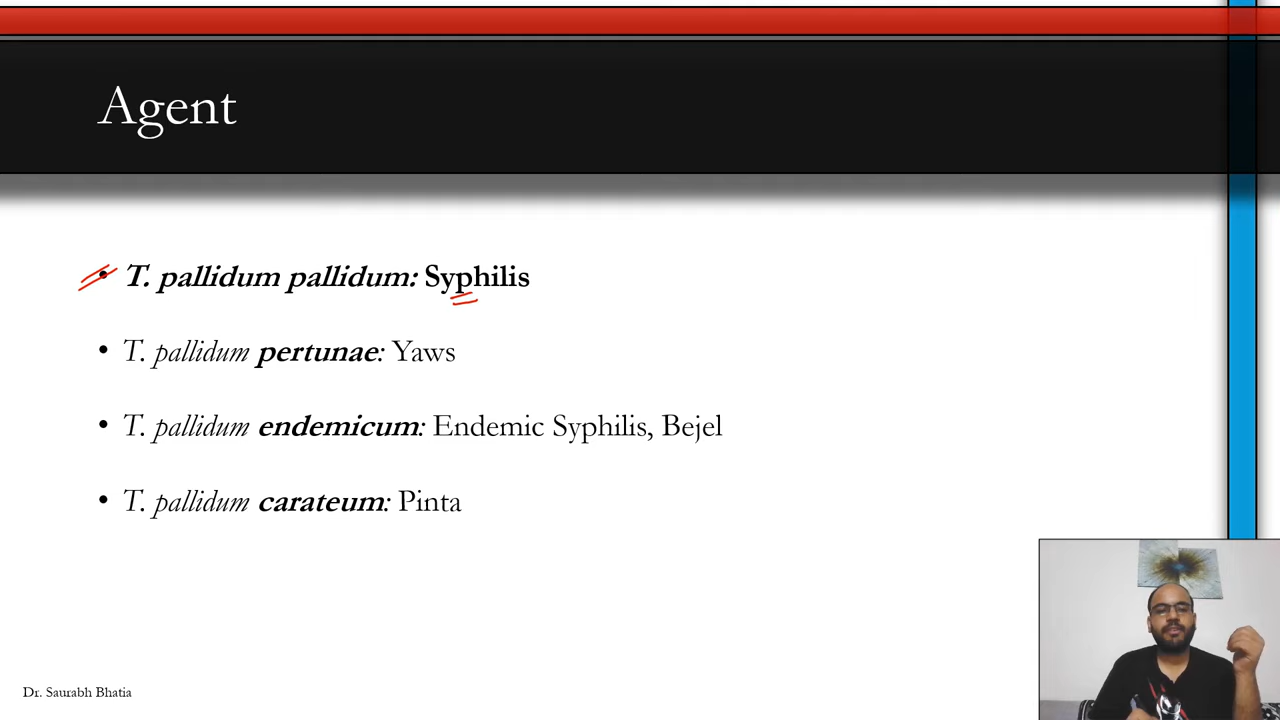 Agent
• T. pallidum pallidum: Syphilis
• T. pallidum pertunae: Yaws
• T. pallidum endemicum: Endemic Syphilis, Bejel
• T. pallidum carateum: Pinta
Dr. Saurabh Bhatia